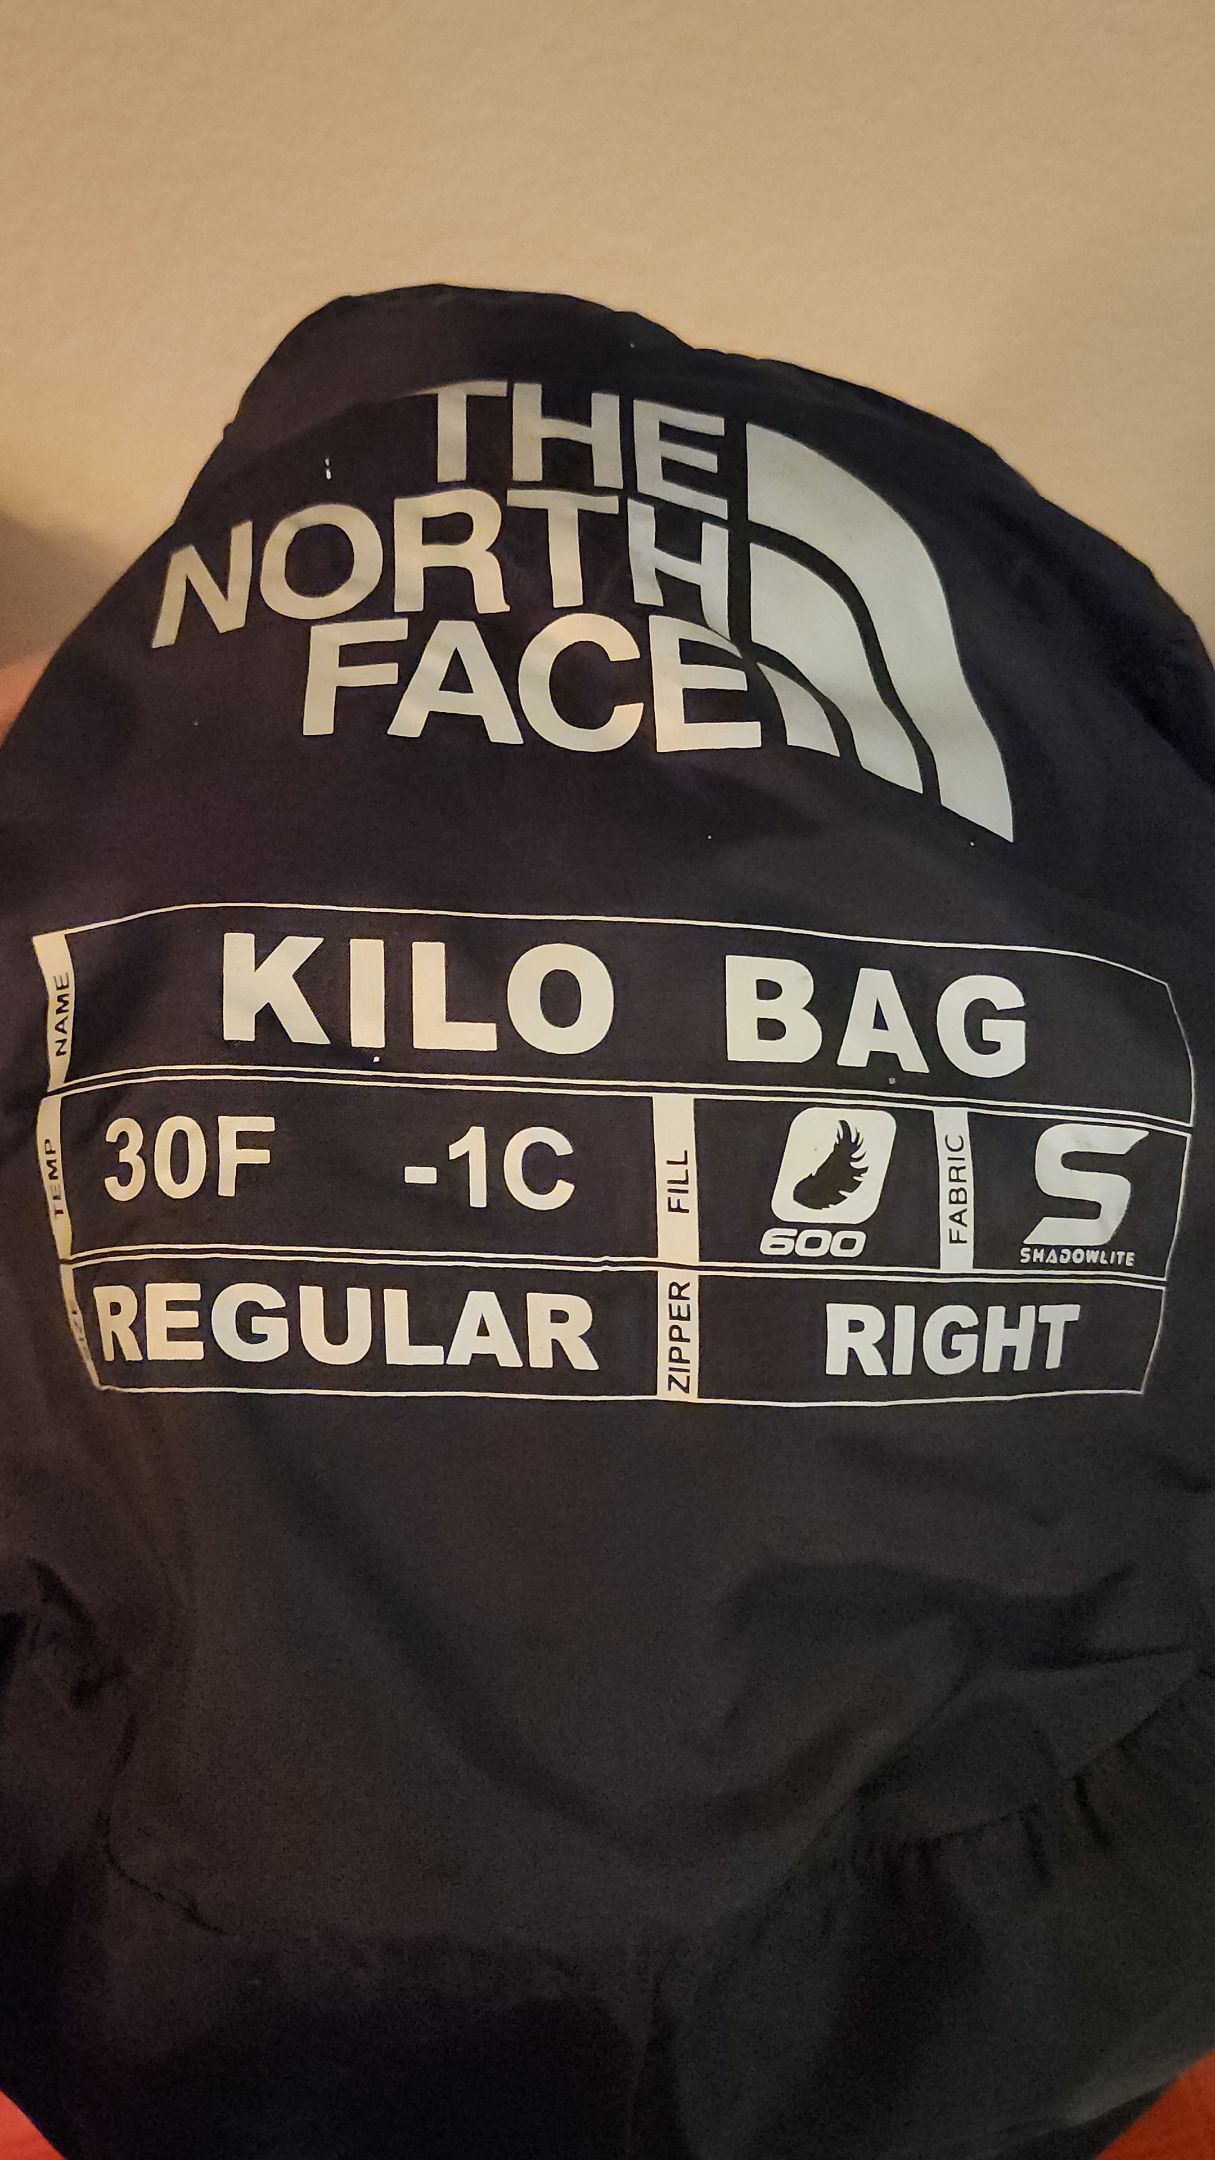 THE
NORTH
FACE
NAME
KILO BAG
TEMP
30F -1C
FILL
600
FABRIC
S
SHADOWLITE
REGULAR
ZIPPER
RIGHT